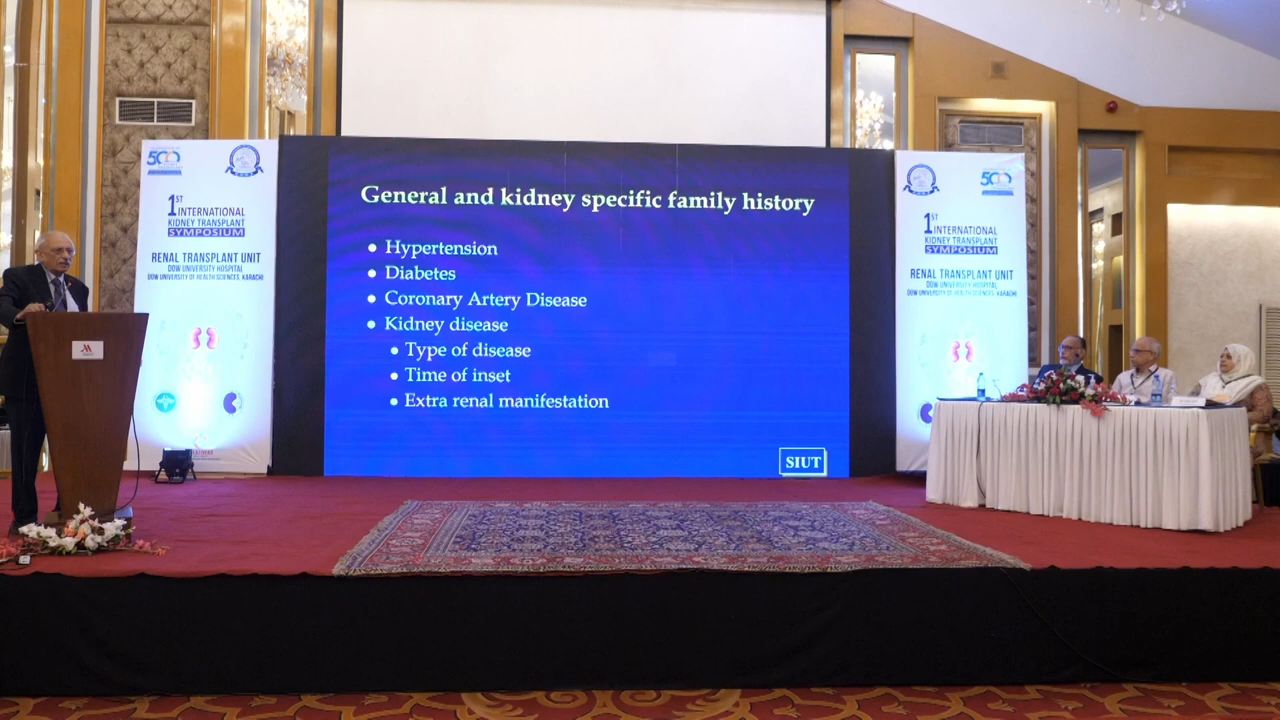 500
1ST
INTERNATIONAL
KIDNEY TRANSPLANT
SYMPOSIUM
RENAL TRANSPLANT UNIT
DOW UNIVERSITY HOSPITAL
DOW UNIVERSITY OF HEALTH SCIENCES, KARACHI
General and kidney specific family history
• Hypertension
• Diabetes
• Coronary Artery Disease
• Kidney disease
• Type of disease
• Time of inset
• Extra renal manifestation
SIUT
500
1ST
INTERNATIONAL
KIDNEY TRANSPLANT
SYMPOSIUM
RENAL TRANSPLANT UNIT
DOW UNIVERSITY HOSPITAL
DOW UNIVERSITY OF HEALTH SCIENCES, KARACHI